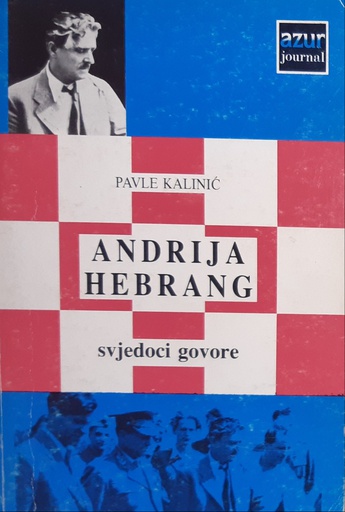 azur
journal
PAVLE KALINIĆ
ANDRIJA
HEBRANG
svjedoci govore